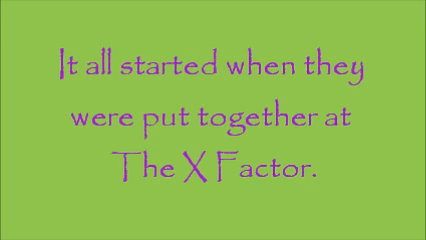 It all started when they
were put together at
The X Factor.